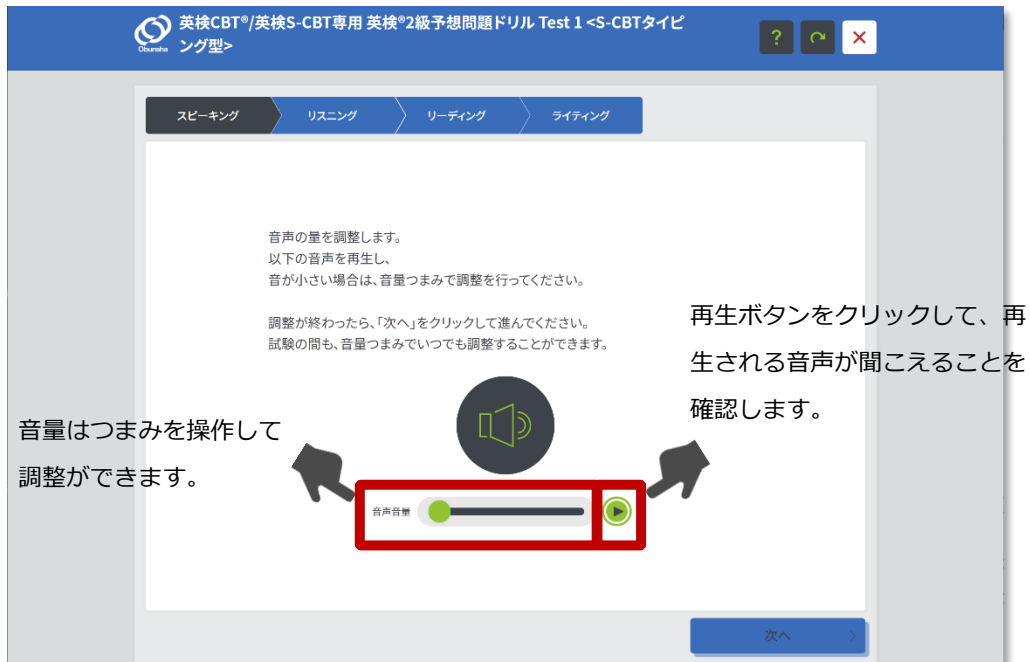 英検CBT®/英検S-CBT専用 英検®2級予想問題ドリル Test 1 <S-CBTタイピ
ング型>
Obunsha
?
スピーキング
リスニング
リーディング
ライティング
音声の量を調整します。
以下の音声を再生し、
音が小さい場合は、音量つまみで調整を行ってください。
調整が終わったら、「次へ」をクリックして進んでください。
試験の間も、音量つまみでいつでも調整することができます。
再生ボタンをクリックして、再
生される音声が聞こえることを
確認します。
音量はつまみを操作して
調整ができます。
音声音量
次へ